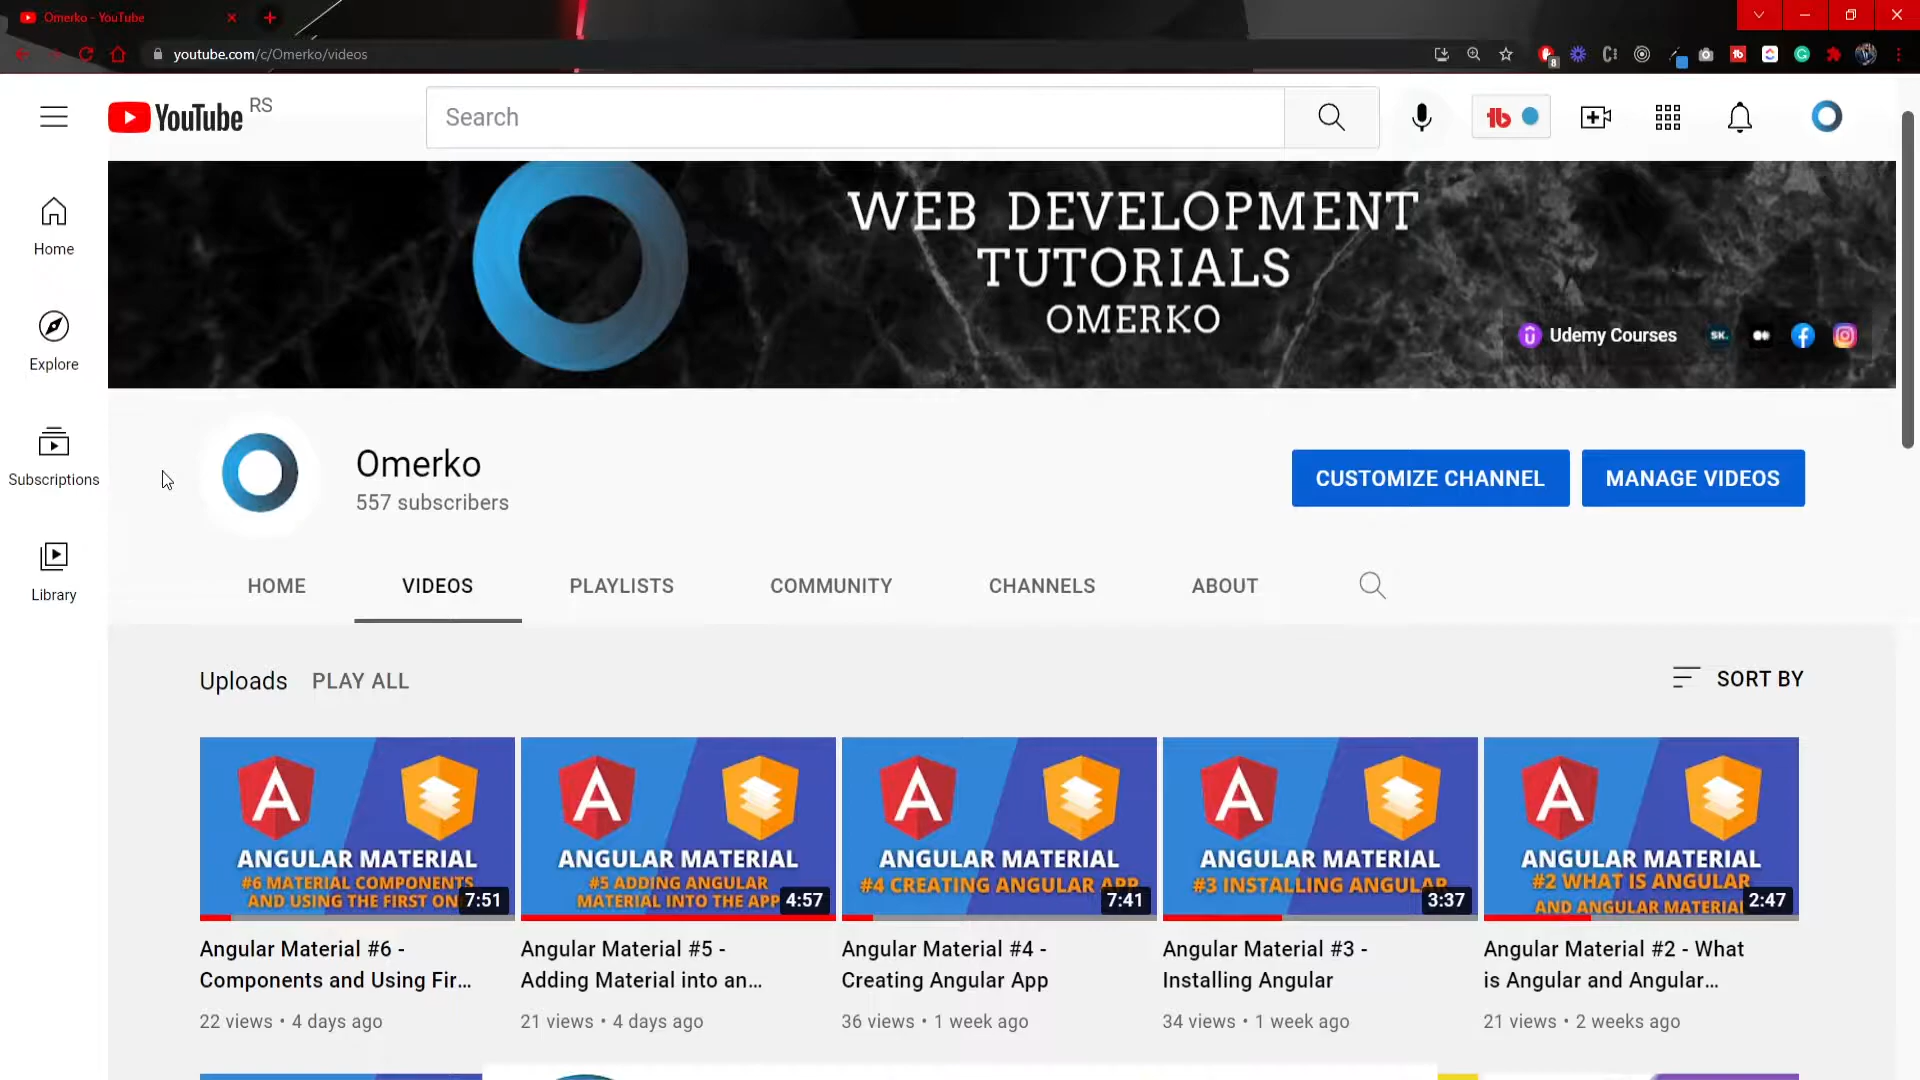 Omerko - YouTube
youtube.com/c/Omerko/videos
8
YouTube RS
Search
Home
Explore
Subscriptions
Library
WEB DEVELOPMENT
TUTORIALS
OMERKO
Udemy Courses
SK.
Omerko
557 subscribers
CUSTOMIZE CHANNEL
MANAGE VIDEOS
HOME
VIDEOS
PLAYLISTS
COMMUNITY
CHANNELS
ABOUT
Uploads
PLAY ALL
SORT BY
ANGULAR MATERIAL
#6 MATERIAL COMPONENTS
AND USING THE FIRST ON
7:51
Angular Material #6 -
Components and Using Fir...
22 views • 4 days ago
ANGULAR MATERIAL
#5 ADDING ANGULAR
MATERIAL INTO THE APP
4:57
Angular Material #5 -
Adding Material into an...
21 views • 4 days ago
ANGULAR MATERIAL
#4 CREATING ANGULAR APP
7:41
Angular Material #4 -
Creating Angular App
36 views • 1 week ago
ANGULAR MATERIAL
#3 INSTALLING ANGULAR
3:37
Angular Material #3 -
Installing Angular
34 views • 1 week ago
ANGULAR MATERIAL
#2 WHAT IS ANGULAR
AND ANGULAR MATERIAL
2:47
Angular Material #2 - What
is Angular and Angular...
21 views • 2 weeks ago